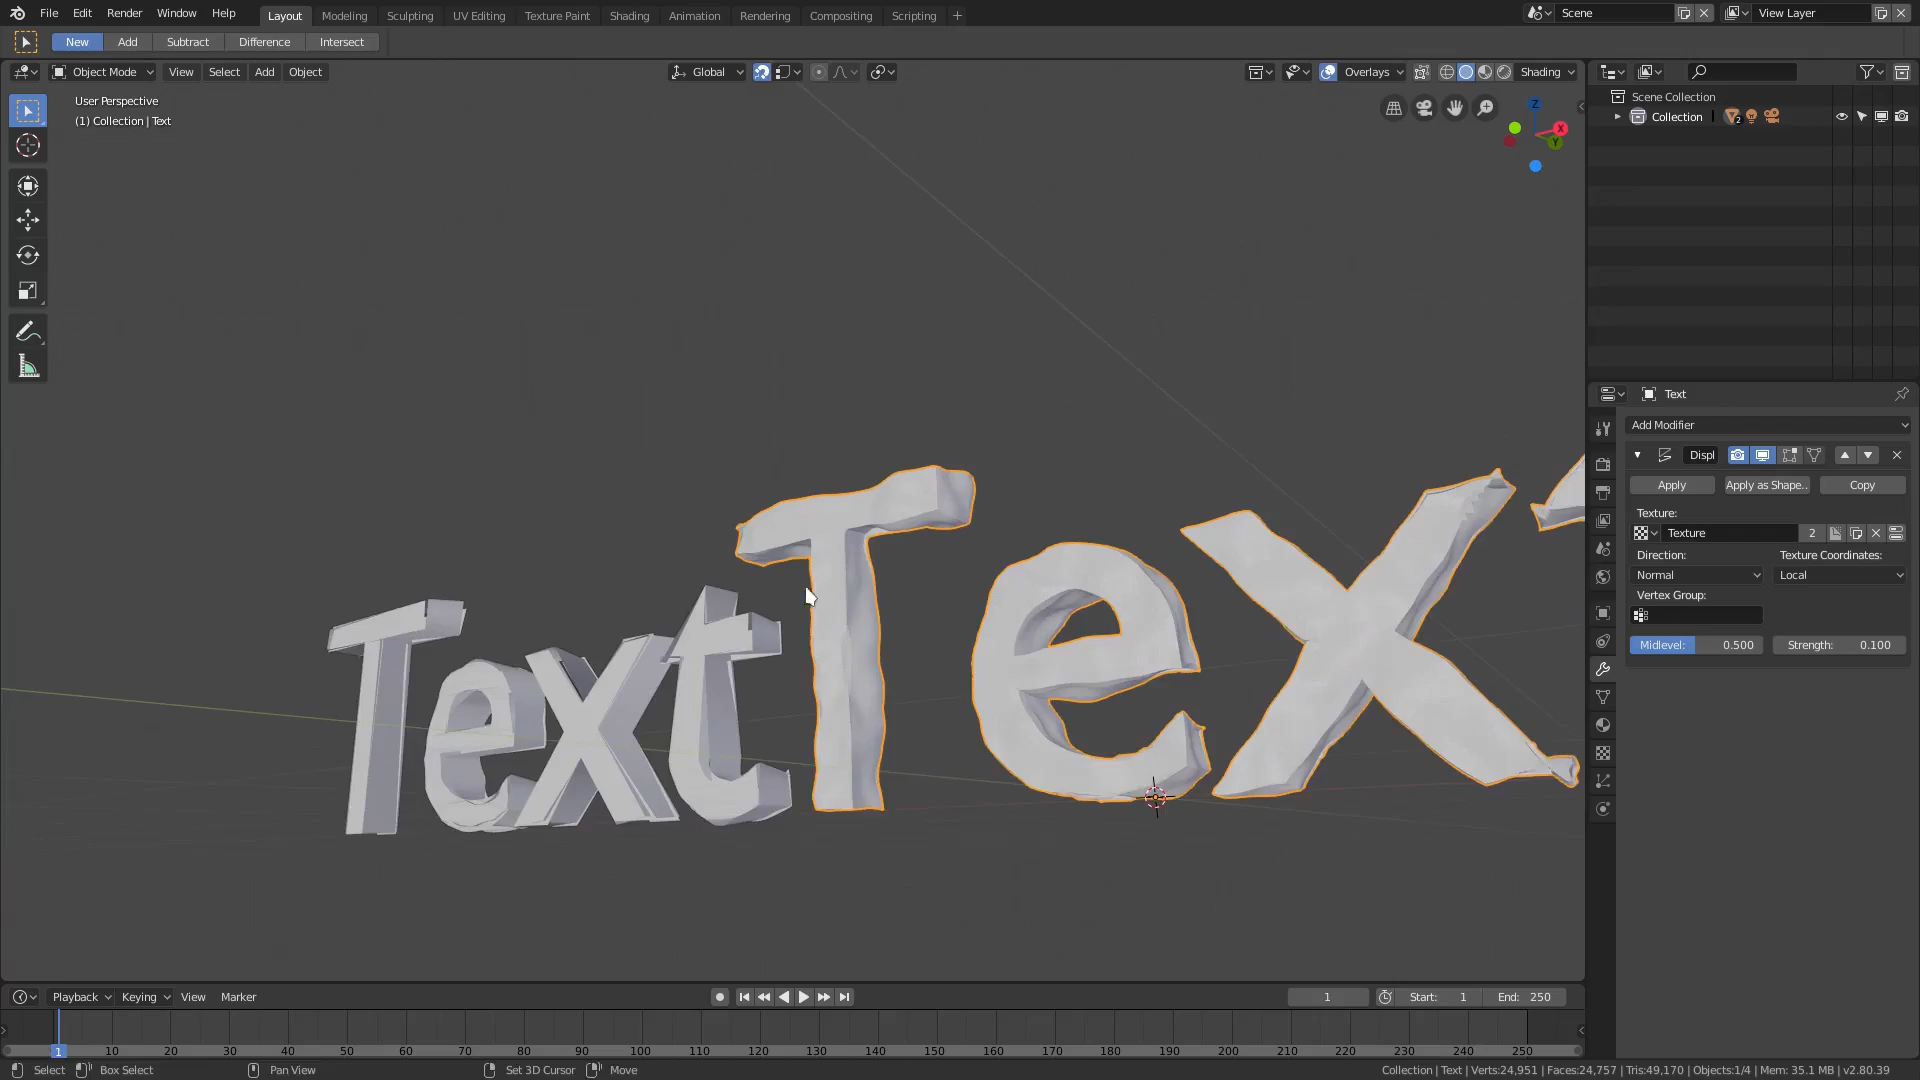 File Edit Render Window Help Layout Modeling Sculpting UV Editing Texture Paint Shading Animation Rendering Compositing Scripting + Scene View Layer
New Add Subtract Difference Intersect
Object Mode View Select Add Object Global Overlays Shading
User Perspective
(1) Collection | Text
Z
X
Y
Scene Collection
Collection 2
Text
Add Modifier
Displ
Apply Apply as Shape.. Copy
Texture:
Texture 2
Direction: Texture Coordinates:
Normal Local
Vertex Group:
Midlevel: 0.500 Strength: 0.100
Text
Tex
Playback Keying View Marker 1 Start: 1 End: 250
1 10 20 30 40 50 60 70 80 90 100 110 120 130 140 150 160 170 180 190 200 210 220 230 240 250
Select Box Select Pan View Set 3D Cursor Move Collection | Text | Verts:24,951 | Faces:24,757 | Tris:49,170 | Objects:1/4 | Mem: 35.1 MB | v2.80.39